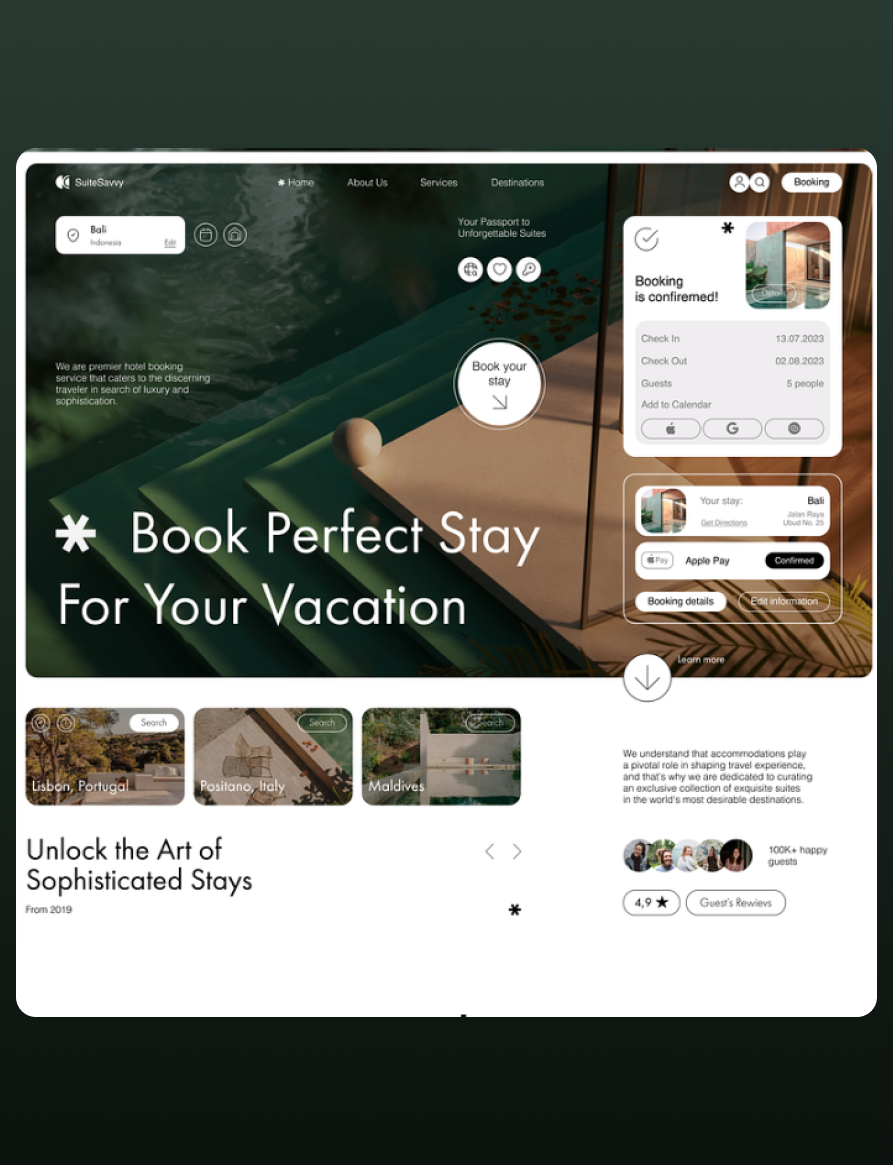 SuiteSavvy
Home
About Us
Services
Destinations
Booking
Bali
Indonesia
Edit
Your Passport to
Unforgettable Suites
We are premier hotel booking
service that caters to the discerning
traveler in search of luxury and
sophistication.
Book your
stay
Book Perfect Stay
For Your Vacation
Booking
is confiremed!
Details
Check In
13.07.2023
Check Out
02.08.2023
Guests
5 people
Add to Calendar
G
Your stay:
Bali
Get Directions
Jalan Raya
Ubud No. 25
Pay
Apple Pay
Confirmed
Booking details
Edit information
Learn more
Search
Lisbon, Portugal
Search
Positano, Italy
Search
Maldives
Unlock the Art of
Sophisticated Stays
From 2019
We understand that accommodations play
a pivotal role in shaping travel experience,
and that's why we are dedicated to curating
an exclusive collection of exquisite suites
in the world's most desirable destinations.
100K+ happy
guests
4,9
Guest's Rewievs